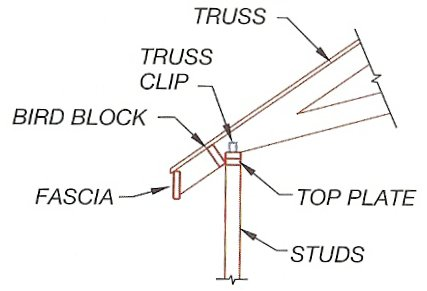 TRUSS
TRUSS
CLIP
BIRD BLOCK
FASCIA
TOP PLATE
STUDS